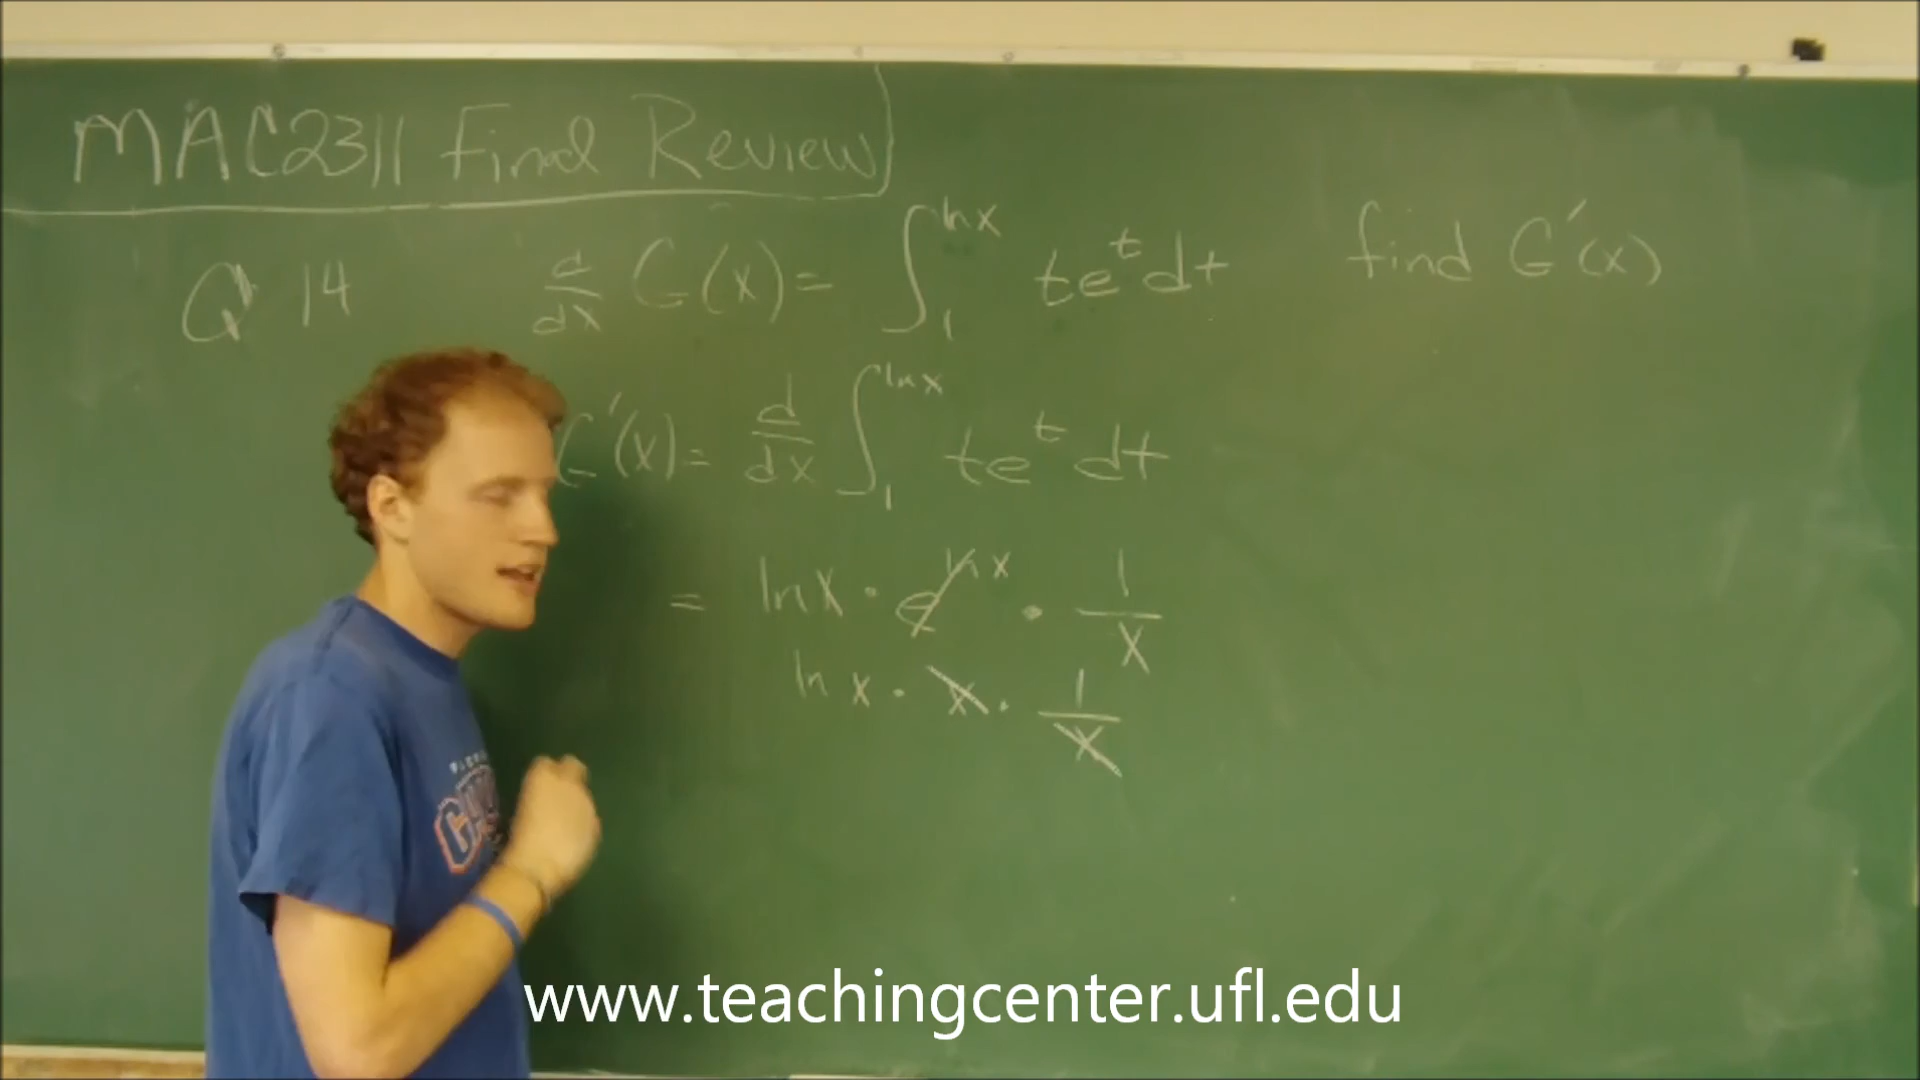 MAC2311 Final Review
Q 14 d/dx G(x) = ∫₁^{ln x} te^t dt find G'(x)
G'(x) = d/dx ∫₁^{ln x} te^t dt
= ln x · e^{ln x} · 1/x
ln x · x · 1/x
www.teachingcenter.ufl.edu